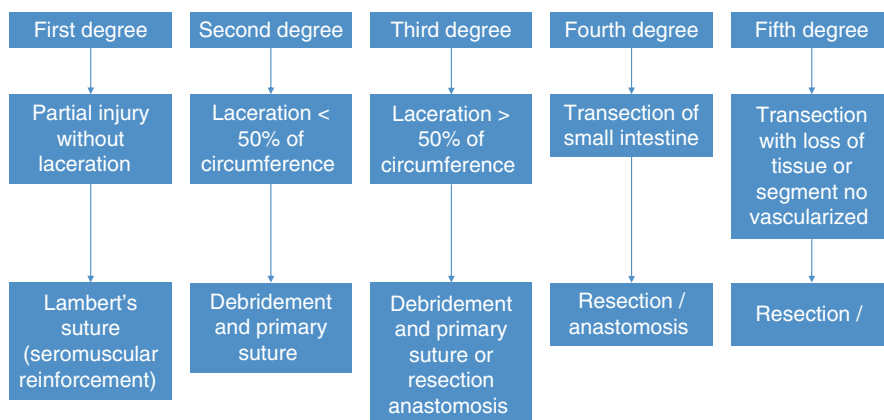 First degree
Second degree
Third degree
Fourth degree
Fifth degree
Partial injury
without
laceration
Laceration <
50% of
circumference
Laceration >
50% of
circumference
Transection of
small intestine
Transection
with loss of
tissue or
segment no
vascularized
Lambert’s
suture
(seromuscular
reinforcement)
Debridement
and primary
suture
Debridement
and primary
suture or
resection
anastomosis
Resection /
anastomosis
Resection /